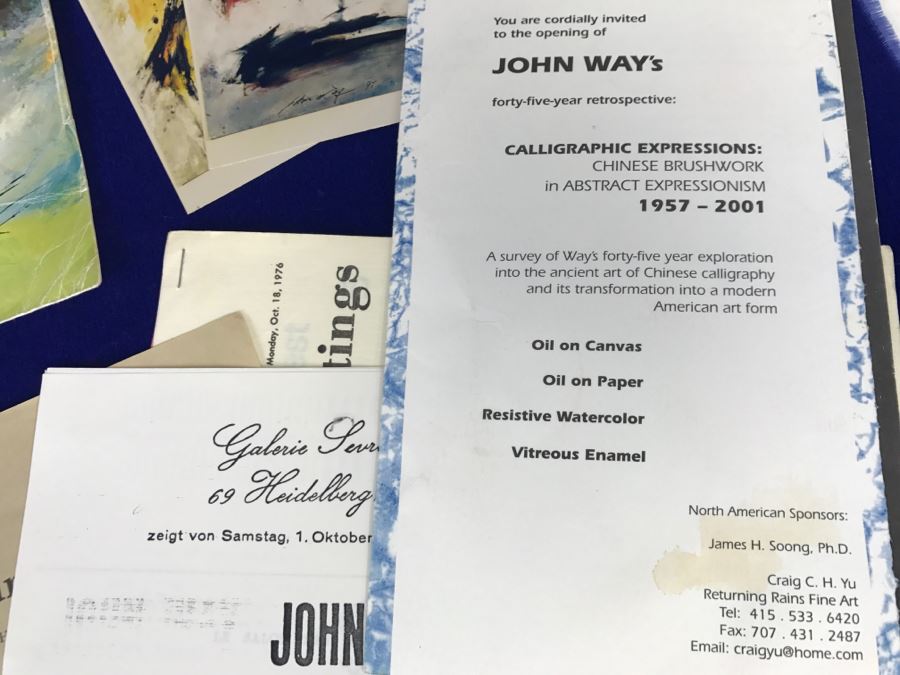 You are cordially invited
to the opening of
JOHN WAY's
forty-five-year retrospective:
CALLIGRAPHIC EXPRESSIONS:
CHINESE BRUSHWORK
in ABSTRACT EXPRESSIONISM
1957 – 2001
A survey of Way's forty-five year exploration
into the ancient art of Chinese calligraphy
and its transformation into a modern
American art form
Oil on Canvas
Oil on Paper
Resistive Watercolor
Vitreous Enamel
North American Sponsors:
James H. Soong, Ph.D.
Craig C. H. Yu
Returning Rains Fine Art
Tel: 415 . 533 . 6420
Fax: 707 . 431 . 2487
Email: craigyu@home.com
Monday, Oct. 18, 1976
tings
Galerie Sevr
69 Heidelberg
zeigt von Samstag, 1. Oktober
JOHN